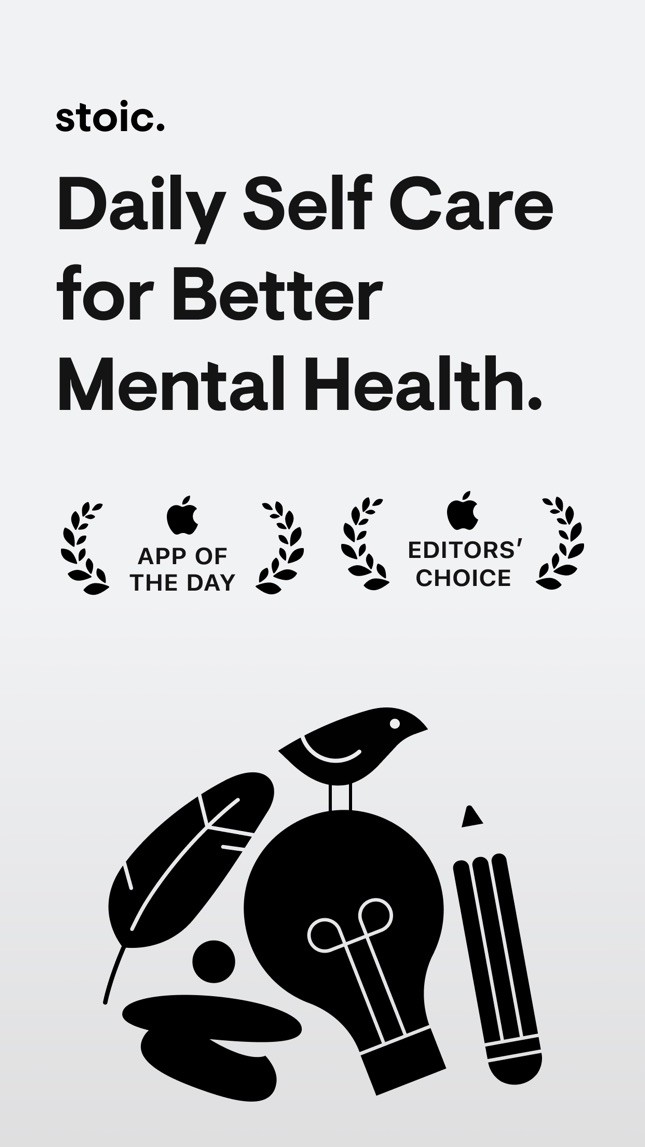 stoic.
Daily Self Care
for Better
Mental Health.
APP OF
THE DAY
EDITORS’
CHOICE